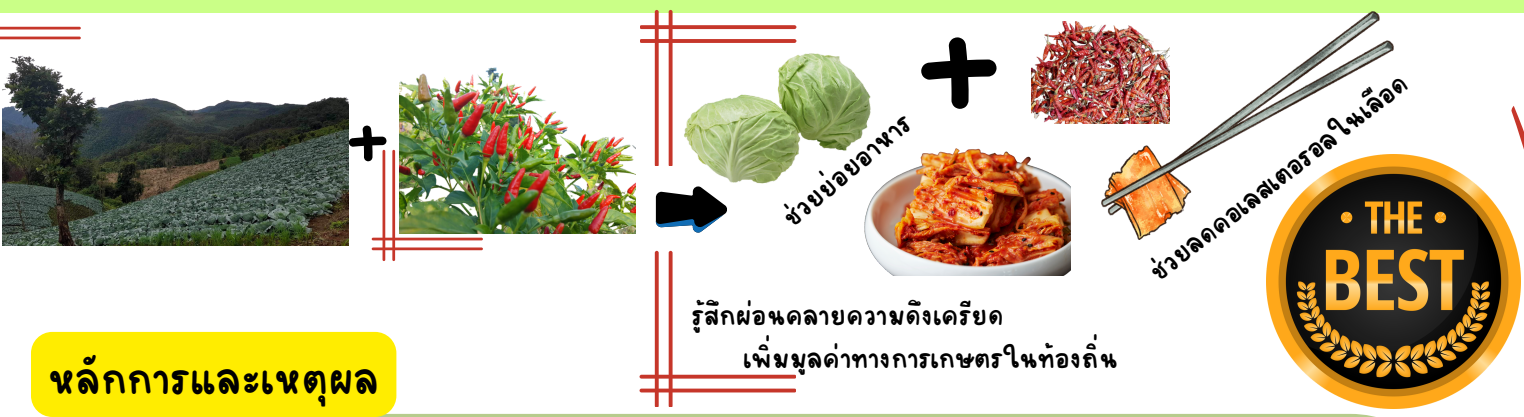 ช่วยย่อยอาหาร
ช่วยลดคอเลสเตอรอลในเลือด
THE
BEST
รู้สึกผ่อนคลายความตึงเครียด
เพิ่มมูลค่าทางการเกษตรในท้องถิ่น
หลักการและเหตุผล